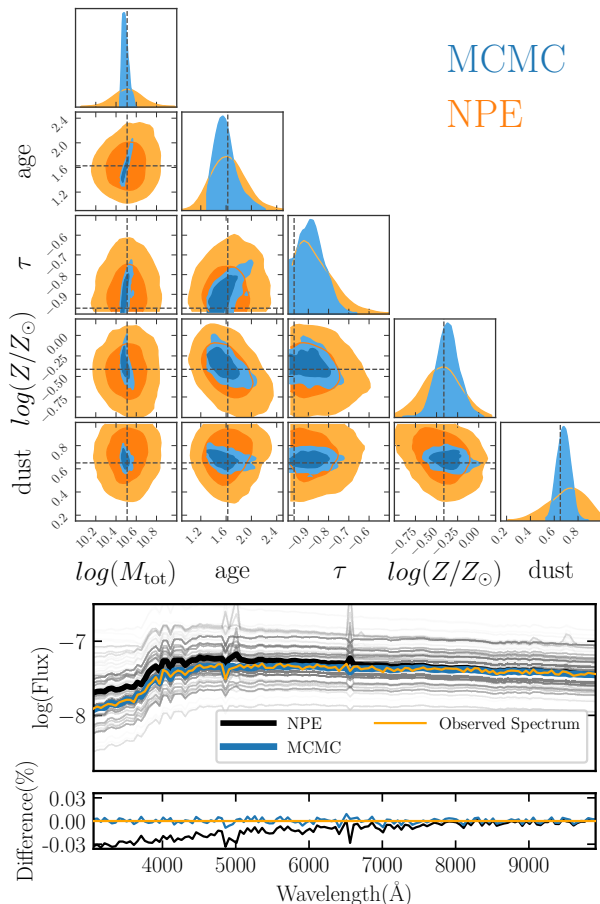 MCMC
NPE
age
2.4
2.0
1.6
1.2
τ
−0.6
−0.7
−0.8
−0.9
log(Z/Z⊙)
0.00
−0.25
−0.50
−0.75
dust
0.8
0.6
0.4
0.2
10.2 10.4 10.6 10.8 1.2 1.6 2.0 2.4 −0.9 −0.8 −0.7 −0.6 −0.75 −0.50 −0.25 0.00 0.2 0.4 0.6 0.8
log(M_tot) age τ log(Z/Z⊙) dust
log(Flux)
−7
−8
NPE
MCMC
Observed Spectrum
Difference(%)
0.03
0.00
−0.03
4000 5000 6000 7000 8000 9000
Wavelength(Å)